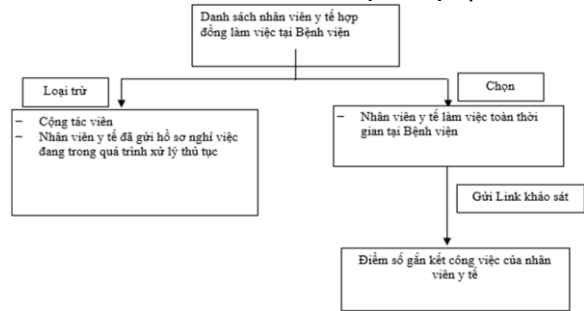 Danh sách nhân viên y tế hợp
đồng làm việc tại Bệnh viện
Loại trừ
Chọn
– Cộng tác viên
– Nhân viên y tế đã gửi hồ sơ nghỉ việc
đang trong quá trình xử lý thủ tục
– Nhân viên y tế làm việc toàn thời
gian tại Bệnh viện
Gửi Link khảo sát
Điểm số gắn kết công việc của nhân
viên y tế